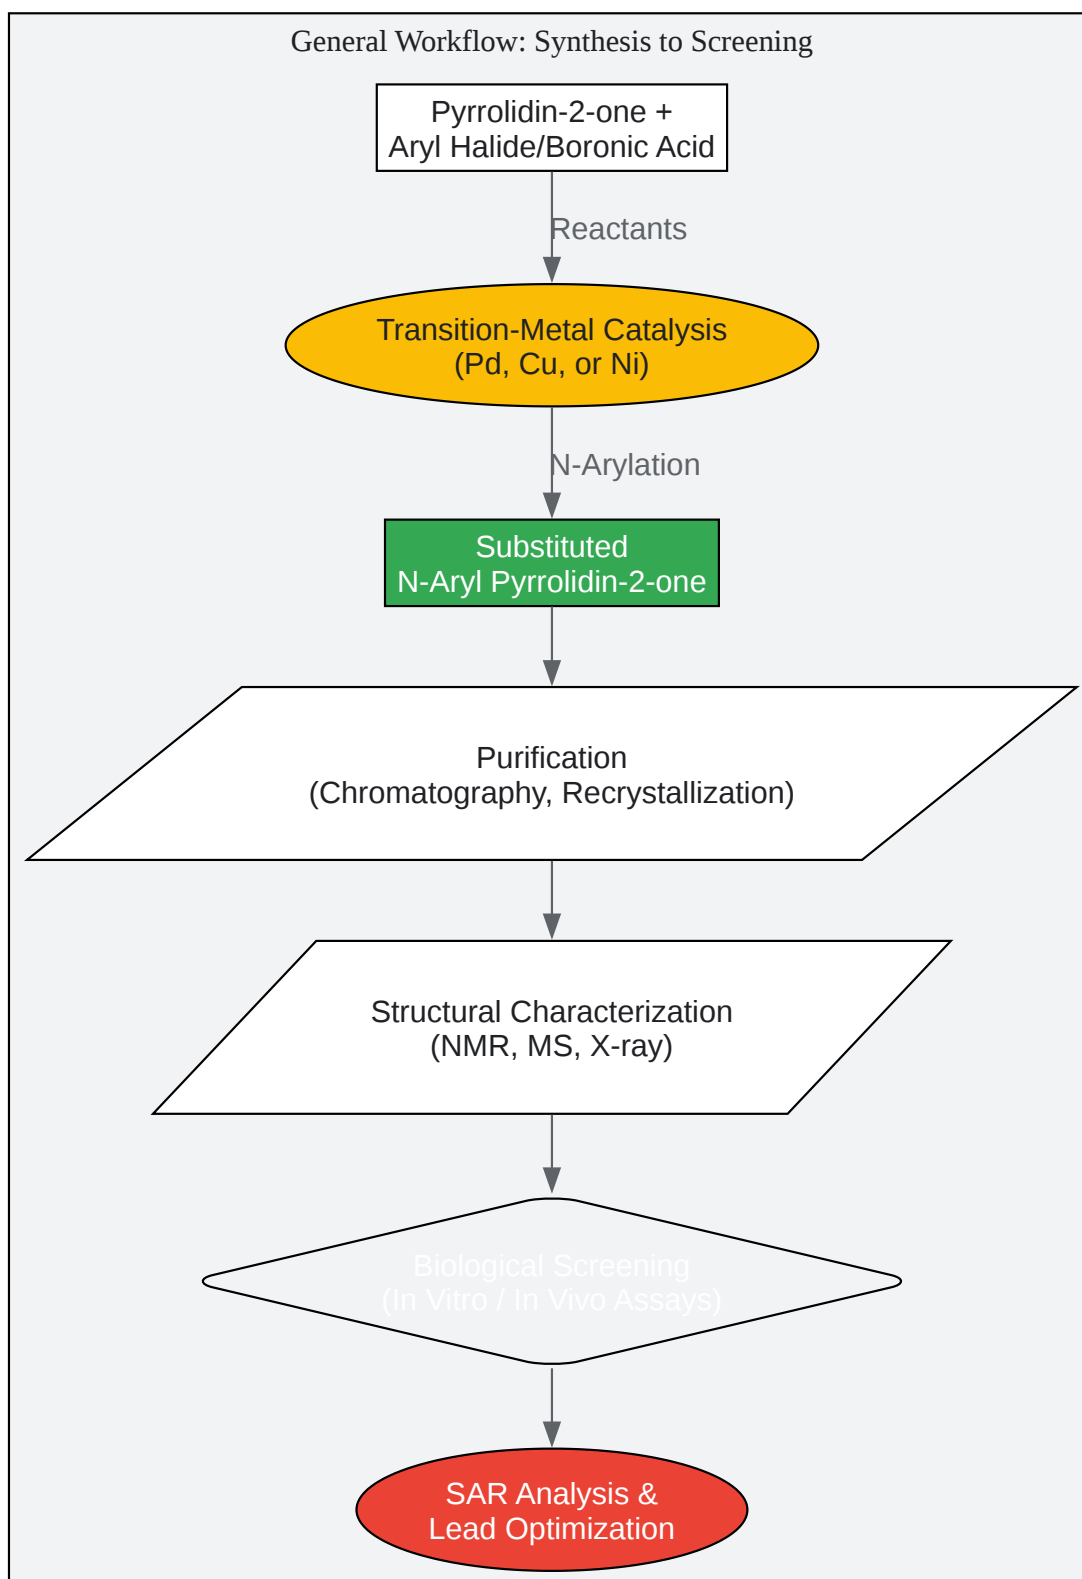 General Workflow: Synthesis to Screening
Pyrrolidin-2-one +
Aryl Halide/Boronic Acid
Reactants
Transition-Metal Catalysis
(Pd, Cu, or Ni)
N-Arylation
Substituted
N-Aryl Pyrrolidin-2-one
Purification
(Chromatography, Recrystallization)
Structural Characterization
(NMR, MS, X-ray)
Biological Screening
(In Vitro / In Vivo Assays)
SAR Analysis &
Lead Optimization